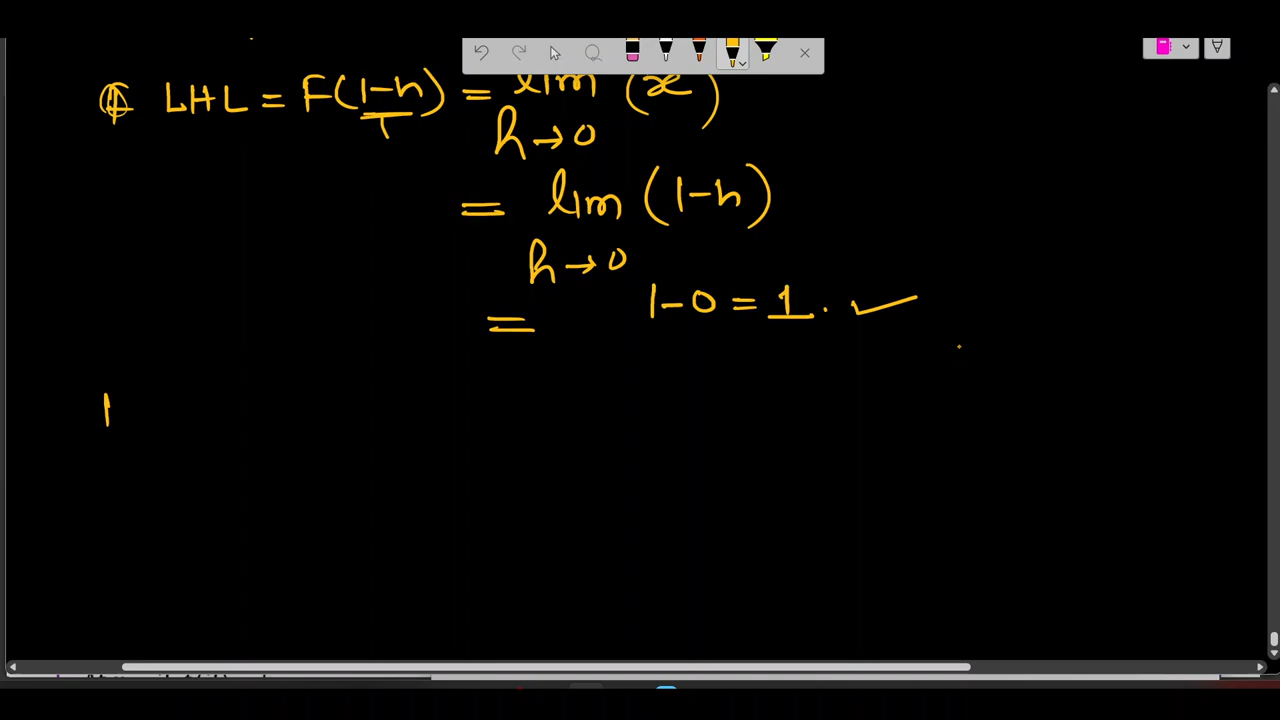 LHL = F(1-h) = lim (x)
h→0
= lim (1-h)
h→0
= 1-0 = 1.